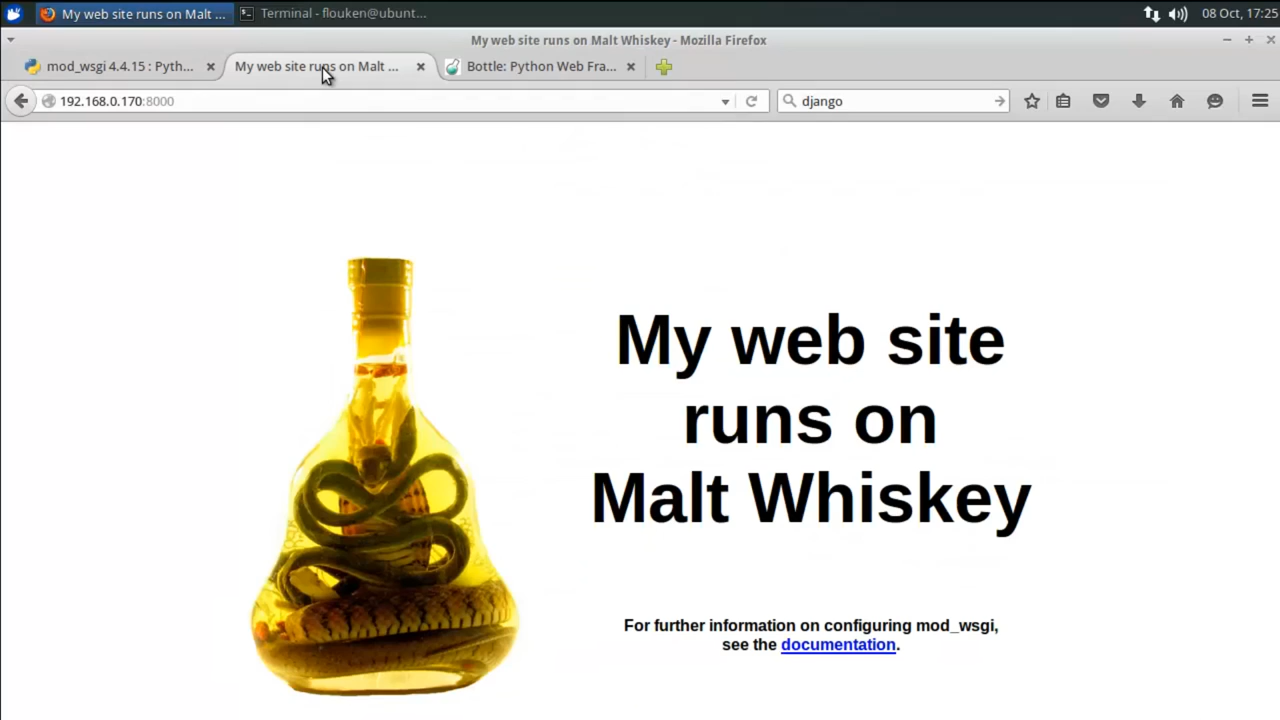 My web site runs on Malt ...
Terminal - flouken@ubunt...
08 Oct, 17:25
My web site runs on Malt Whiskey - Mozilla Firefox
mod_wsgi 4.4.15 : Pyth...
My web site runs on Malt ...
Bottle: Python Web Fra...
192.168.0.170:8000
django
My web site
runs on
Malt Whiskey
For further information on configuring mod_wsgi,
see the documentation.